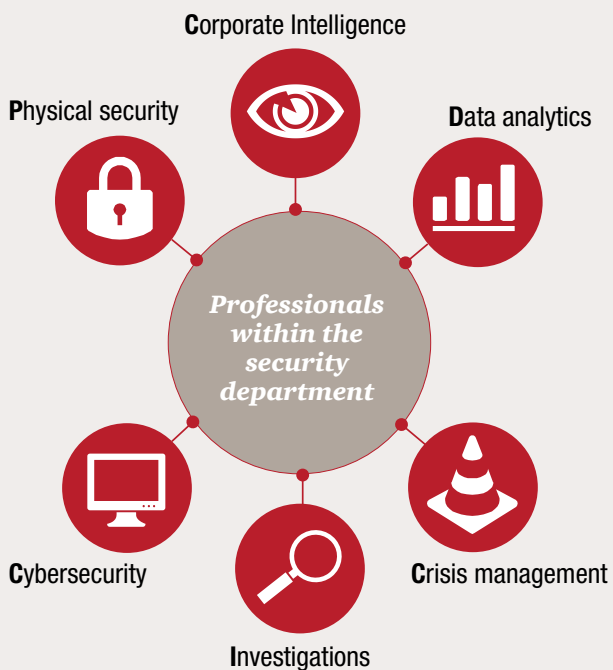 Corporate Intelligence
Physical security
Data analytics
Professionals
within the
security
department
Cybersecurity
Crisis management
Investigations